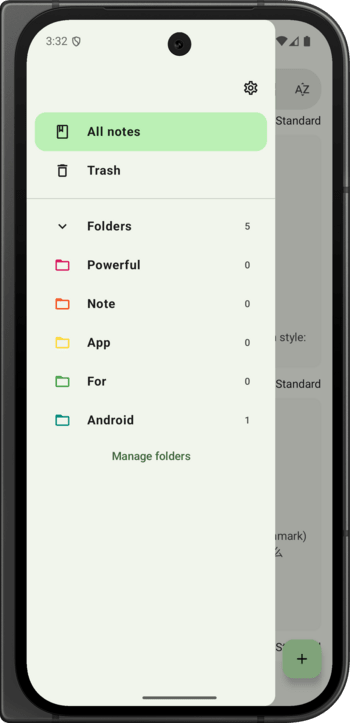 3:32
AZ
Standard
All notes
Trash
Folders 5
Powerful 0
Note 0
style:
App 0
For 0
Standard
Android 1
Manage folders
mark)